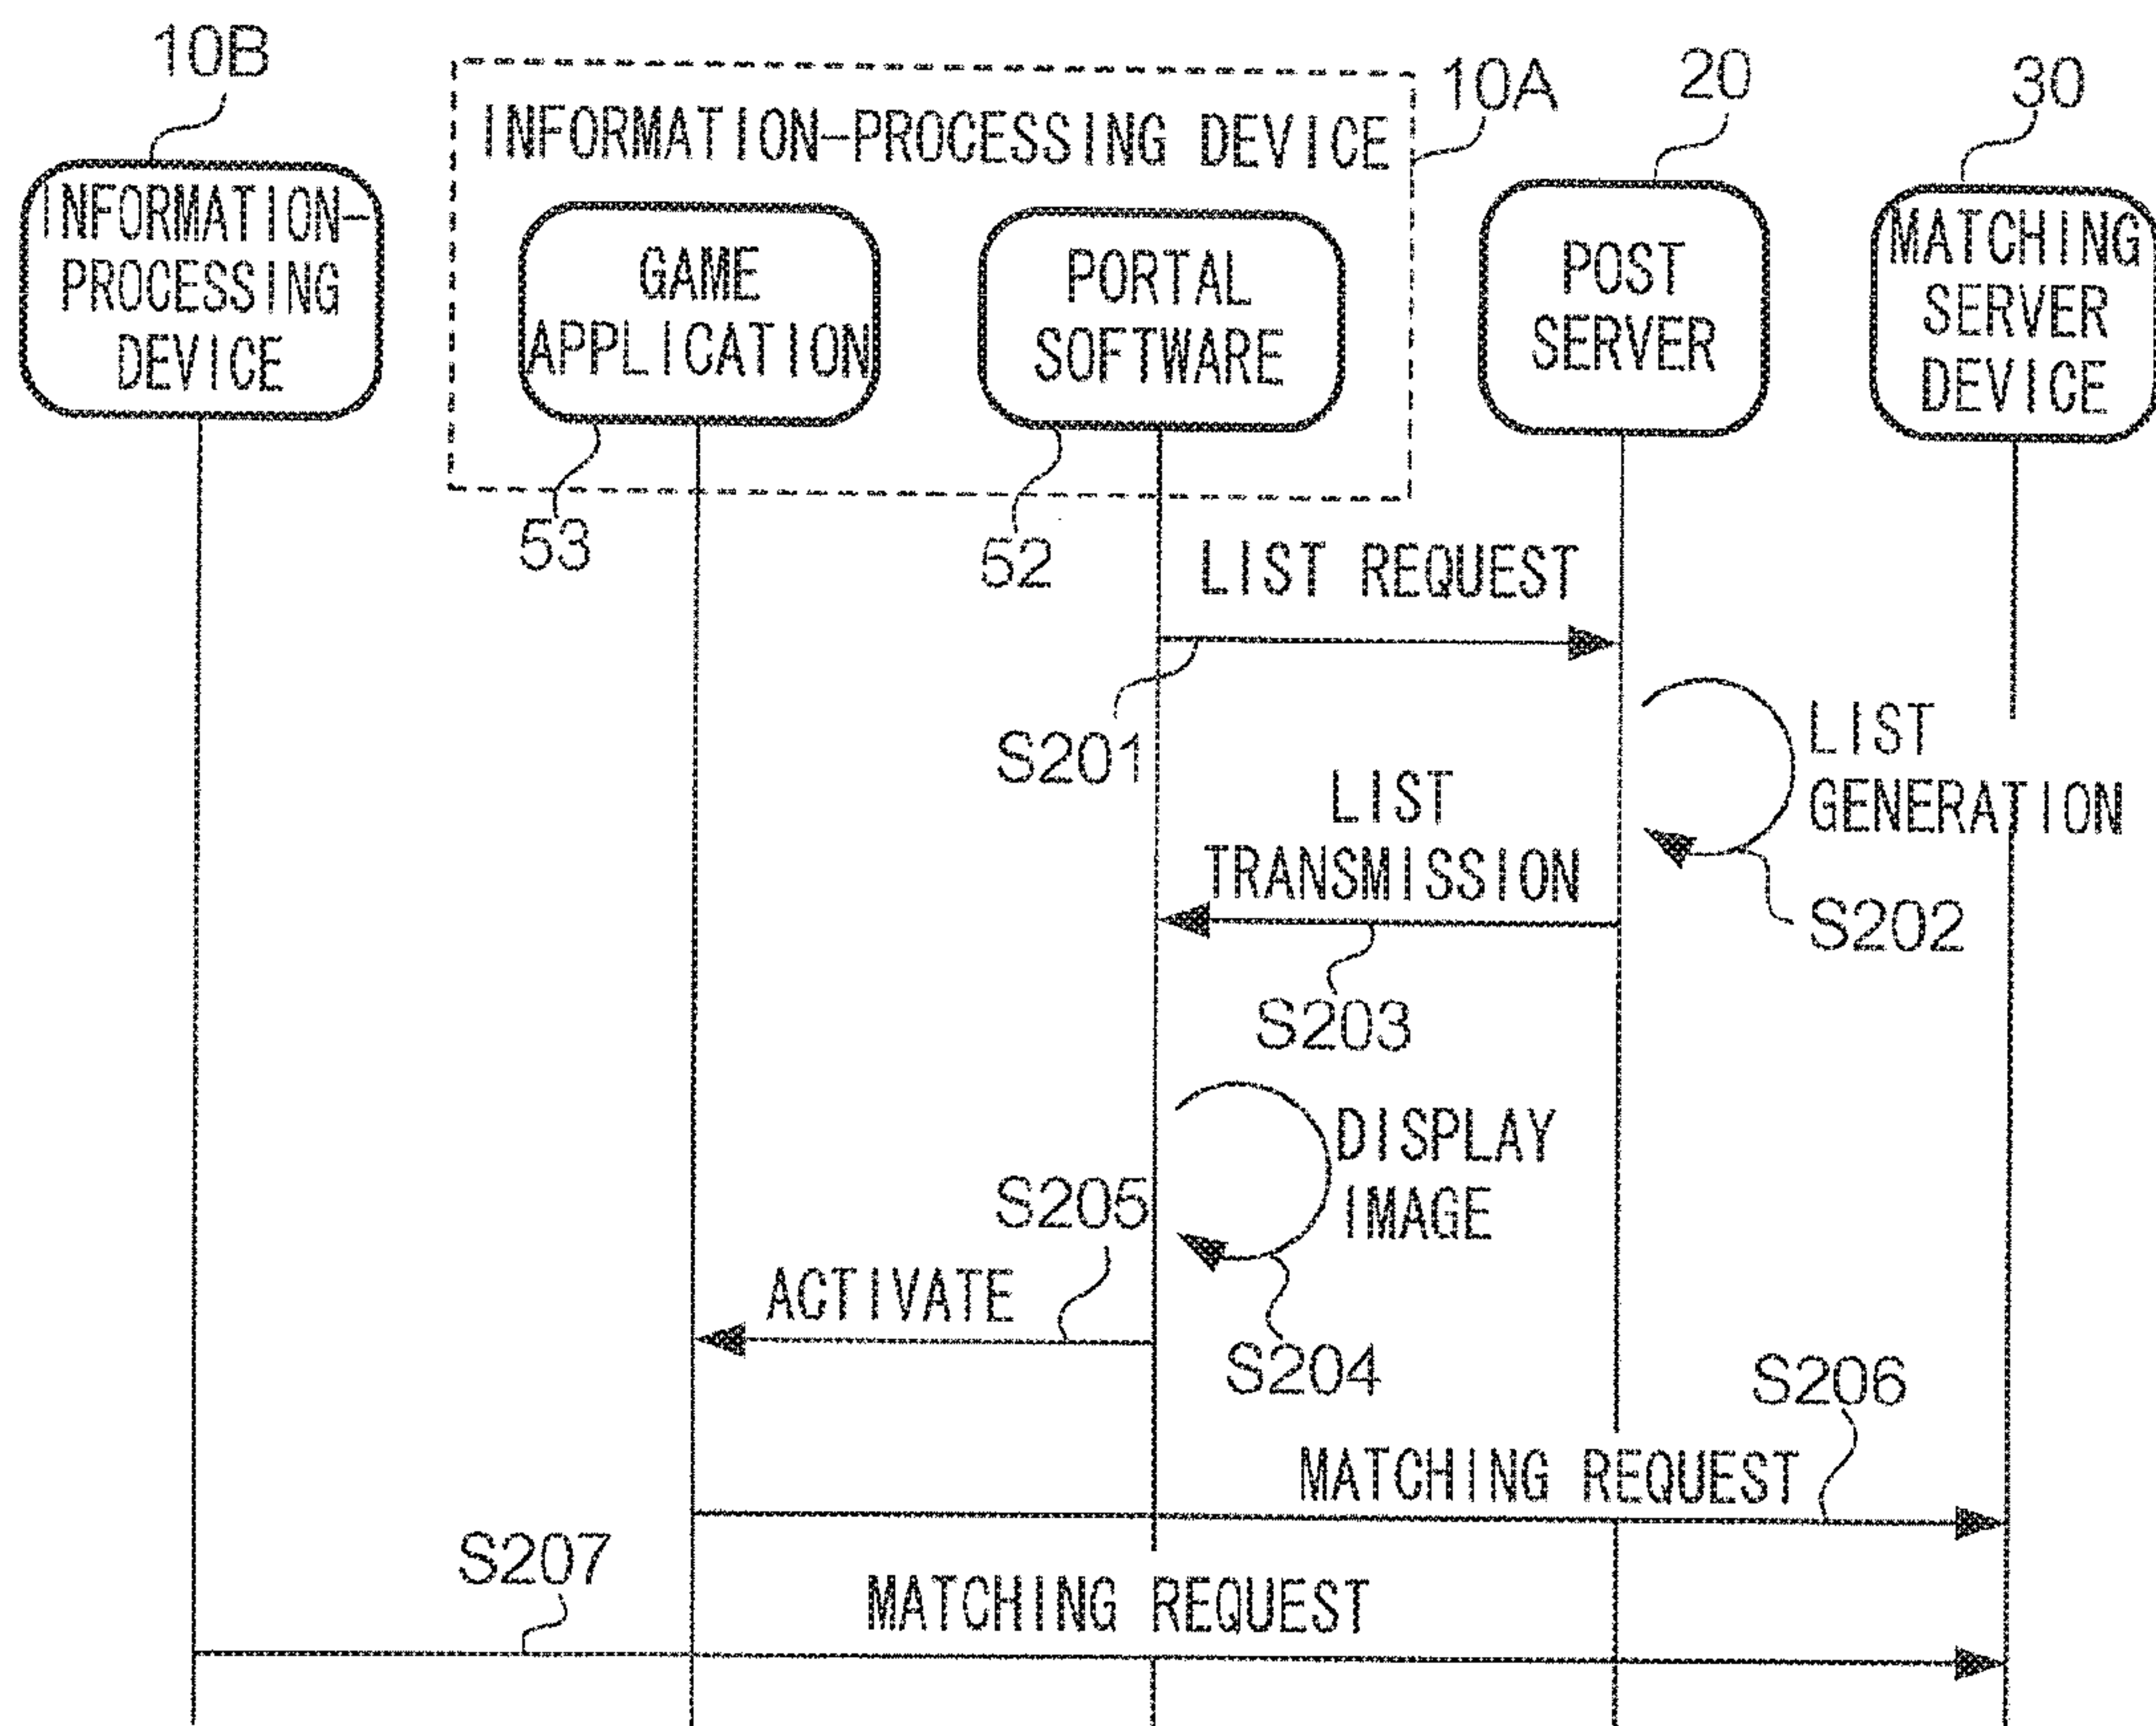 10B
10A
20
30
INFORMATION-PROCESSING DEVICE
INFORMATION-
PROCESSING
DEVICE
GAME
APPLICATION
PORTAL
SOFTWARE
POST
SERVER
MATCHING
SERVER
DEVICE
53
52
LIST REQUEST
S201
LIST
GENERATION
S202
LIST
TRANSMISSION
S203
DISPLAY
IMAGE
S204
S205
ACTIVATE
S206
MATCHING REQUEST
S207
MATCHING REQUEST